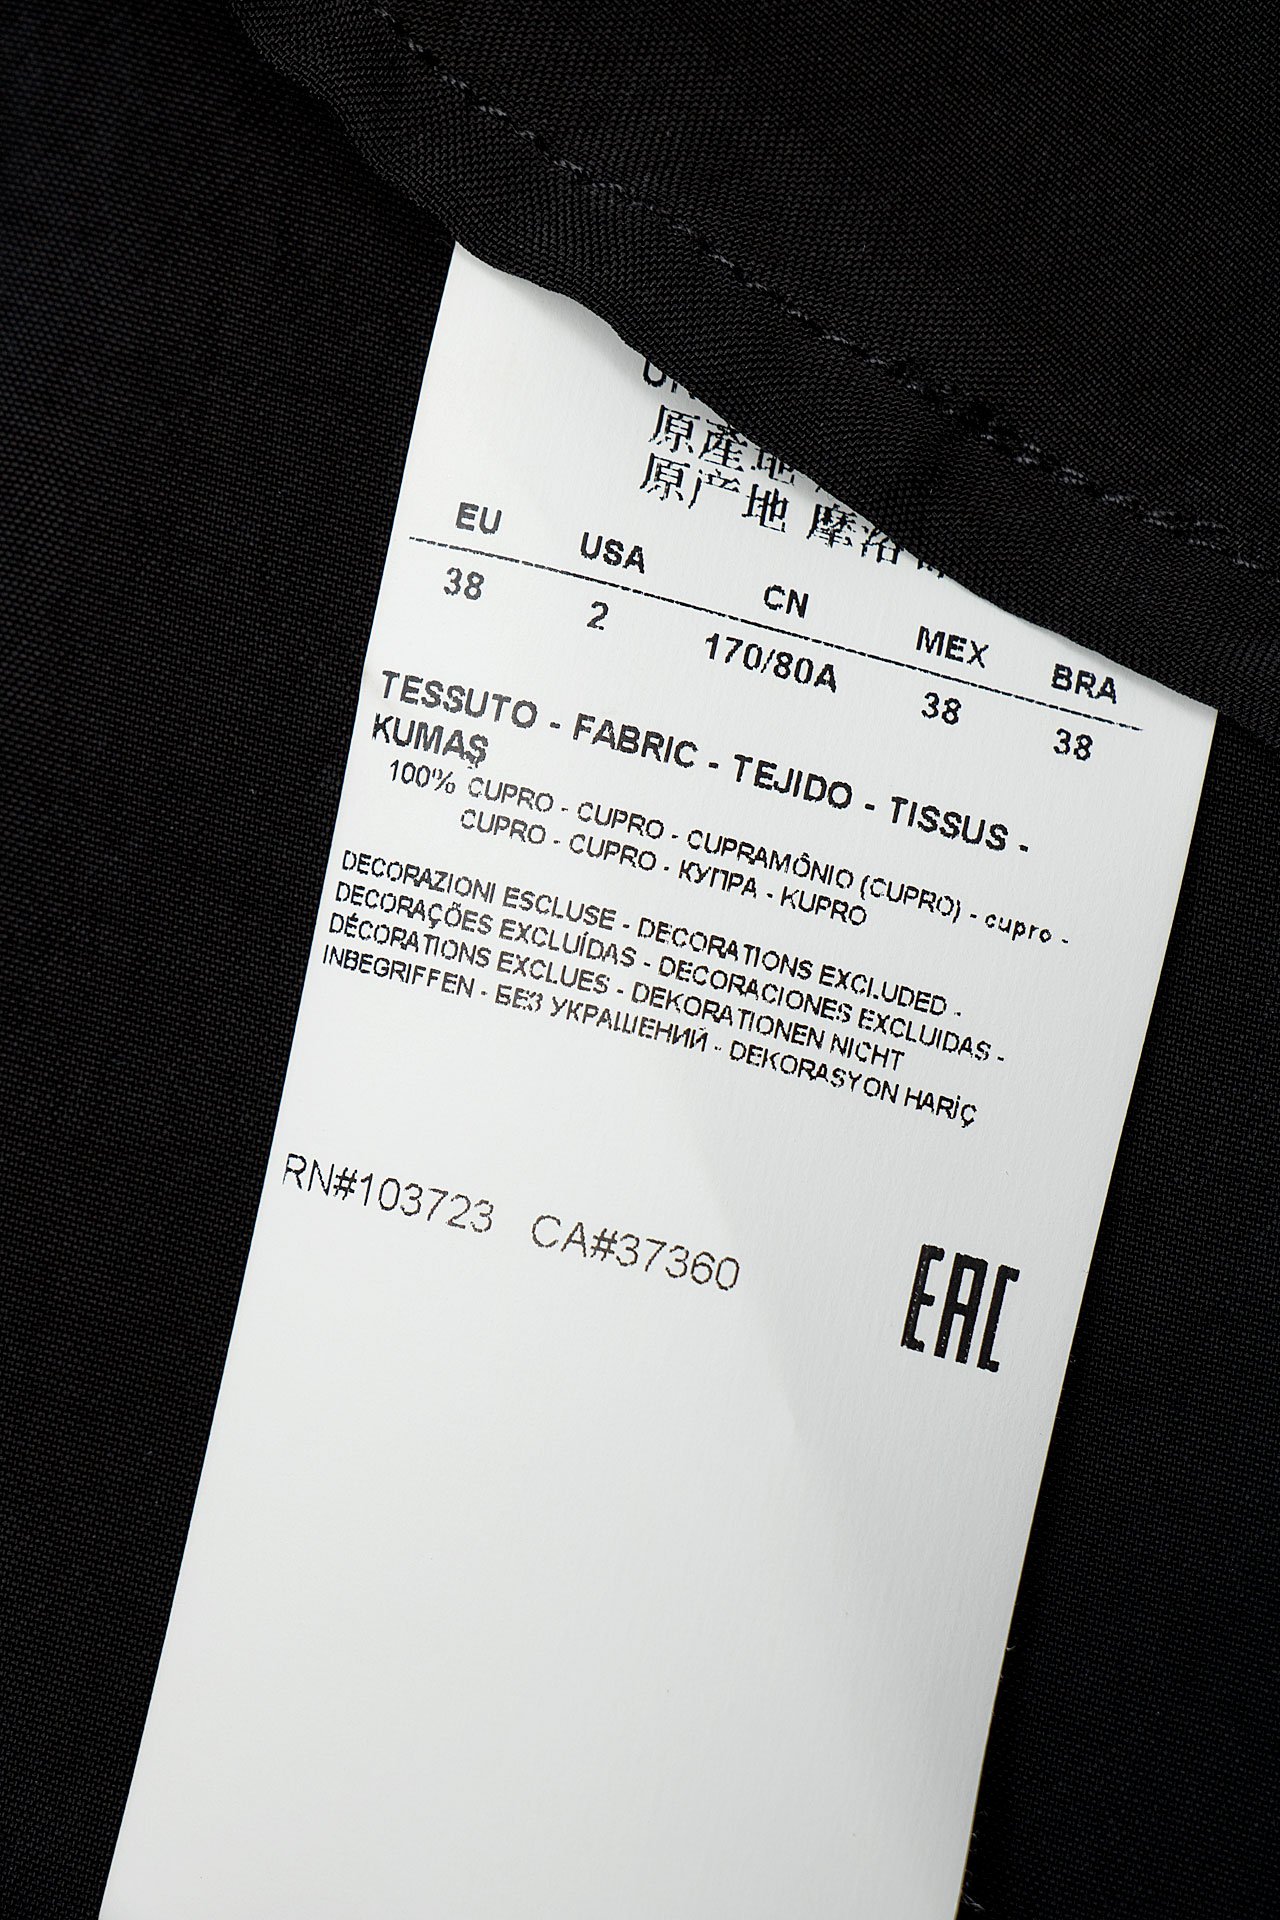 原產地
原产地 摩洛
EU USA CN MEX BRA
38 2 170/80A 38 38
TESSUTO - FABRIC - TEJIDO - TISSUS -
KUMAŞ
100% CUPRO - CUPRO - CUPRAMÔNIO (CUPRO) - cupro -
CUPRO - CUPRO - КУПРА - KUPRO
DECORAZIONI ESCLUSE - DECORATIONS EXCLUDED -
DECORAÇÕES EXCLUÍDAS - DECORACIONES EXCLUIDAS -
DÉCORATIONS EXCLUES - DEKORATIONEN NICHT
INBEGRIFFEN - БЕЗ УКРАШЕНИЙ - DEKORASYON HARİÇ
RN#103723 CA#37360
EAC